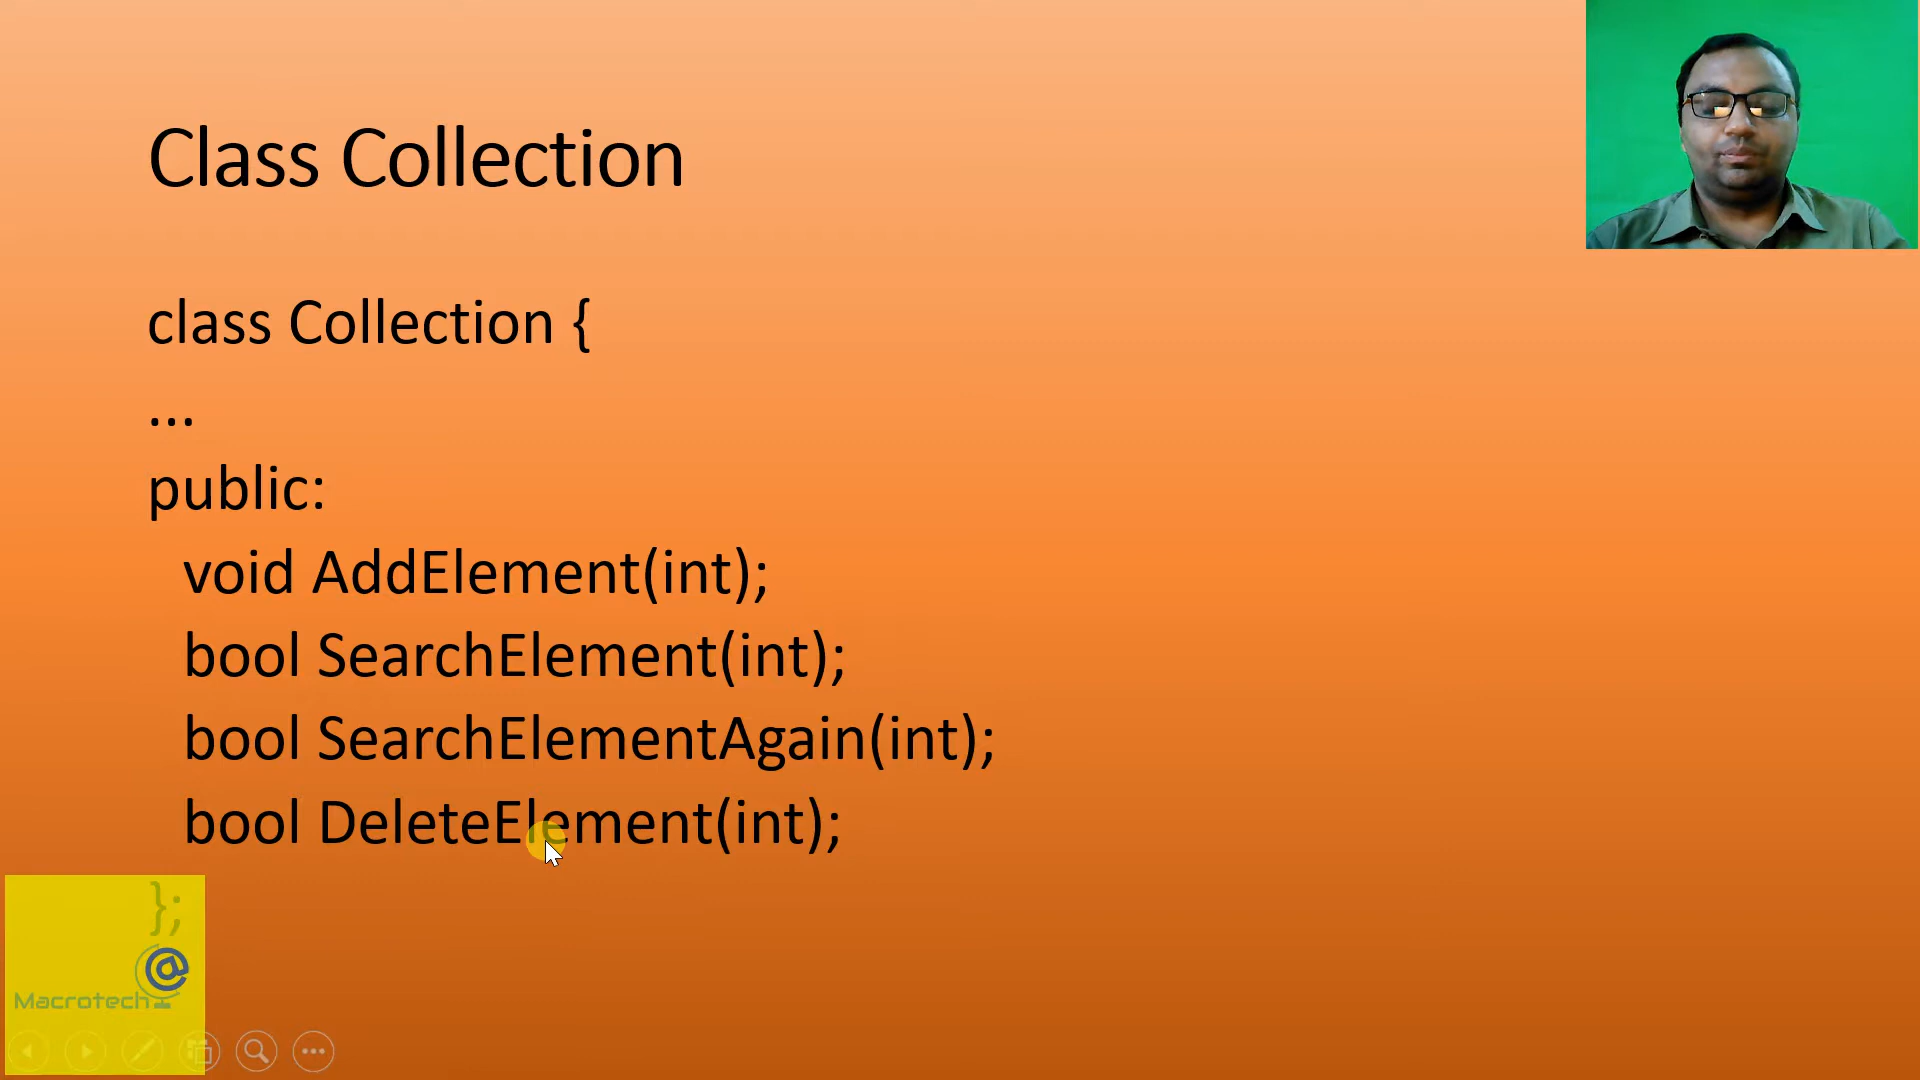 Class Collection
class Collection {
...
public:
void AddElement(int);
bool SearchElement(int);
bool SearchElementAgain(int);
bool DeleteElement(int);
};
@
Macrotech